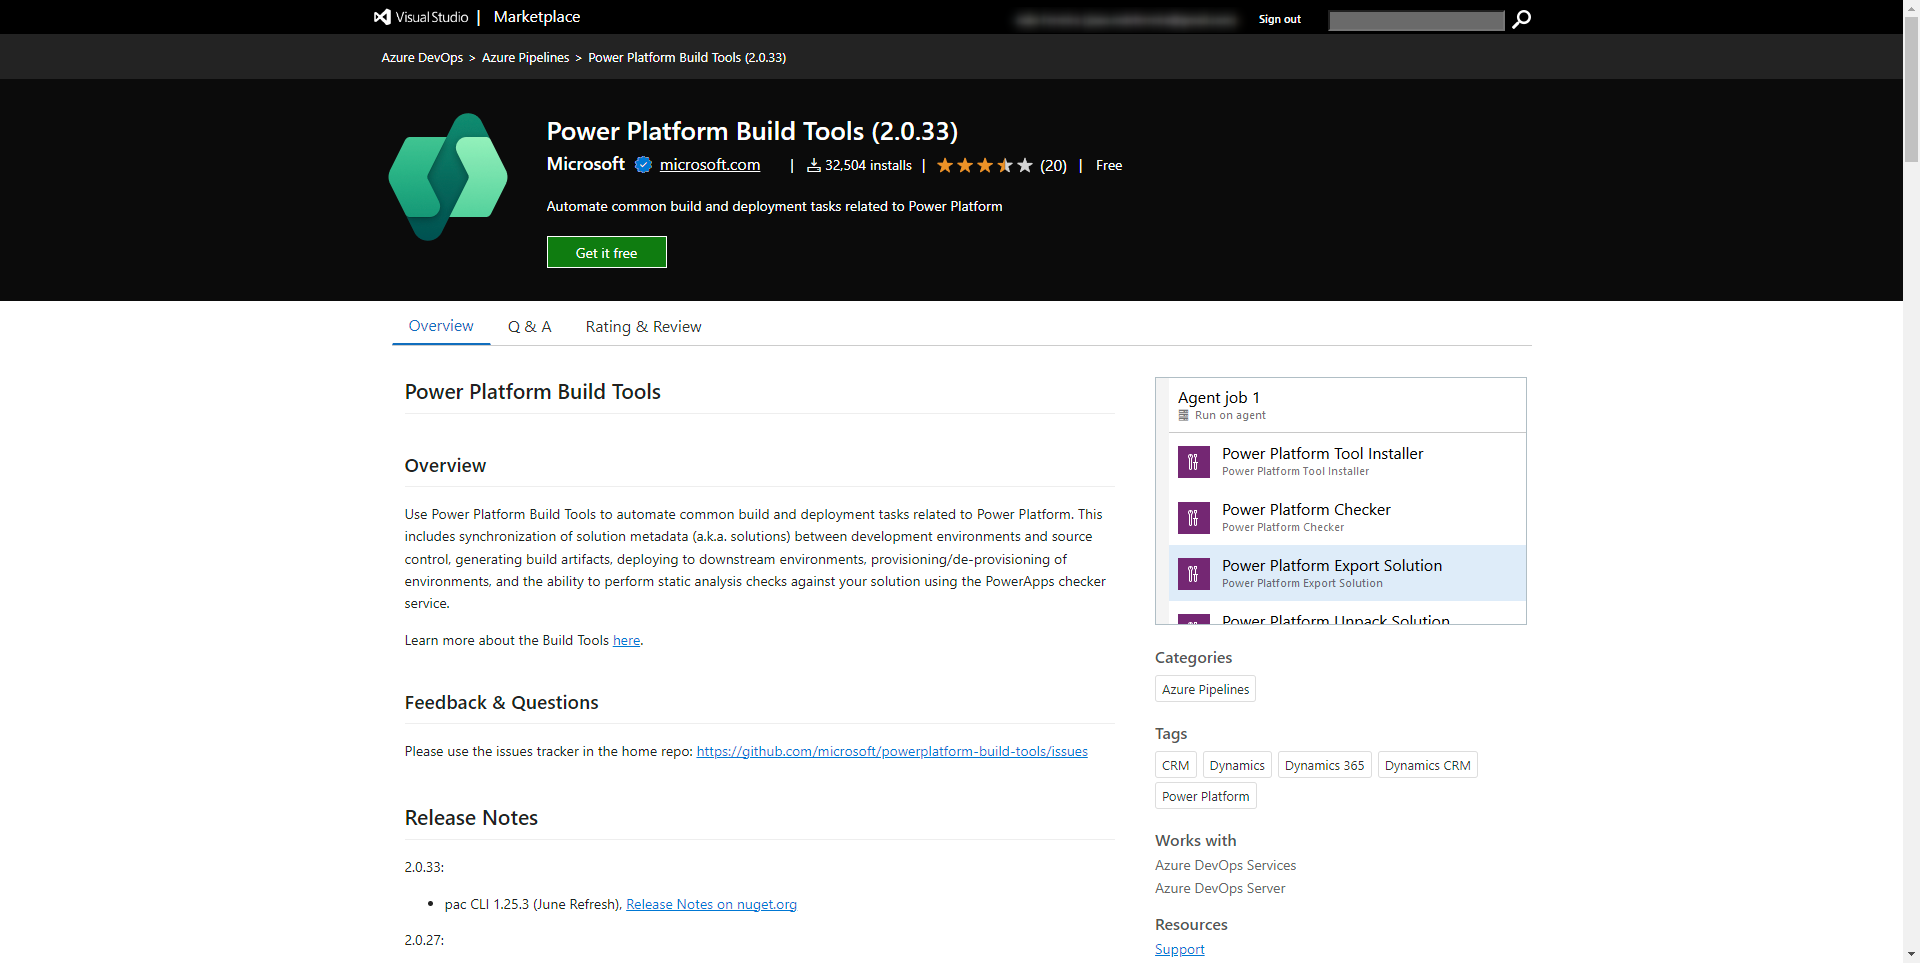 Visual Studio | Marketplace
Sign out
Azure DevOps > Azure Pipelines > Power Platform Build Tools (2.0.33)
Power Platform Build Tools (2.0.33)
Microsoft microsoft.com | 32,504 installs | (20) | Free
Automate common build and deployment tasks related to Power Platform
Get it free
Overview Q & A Rating & Review
Power Platform Build Tools
Overview
Use Power Platform Build Tools to automate common build and deployment tasks related to Power Platform. This
includes synchronization of solution metadata (a.k.a. solutions) between development environments and source
control, generating build artifacts, deploying to downstream environments, provisioning/de-provisioning of
environments, and the ability to perform static analysis checks against your solution using the PowerApps checker
service.
Learn more about the Build Tools here.
Feedback & Questions
Please use the issues tracker in the home repo: https://github.com/microsoft/powerplatform-build-tools/issues
Release Notes
2.0.33:
• pac CLI 1.25.3 (June Refresh), Release Notes on nuget.org
2.0.27:
Agent job 1
Run on agent
Power Platform Tool Installer
Power Platform Tool Installer
Power Platform Checker
Power Platform Checker
Power Platform Export Solution
Power Platform Export Solution
Power Platform Unpack Solution
Categories
Azure Pipelines
Tags
CRM Dynamics Dynamics 365 Dynamics CRM
Power Platform
Works with
Azure DevOps Services
Azure DevOps Server
Resources
Support